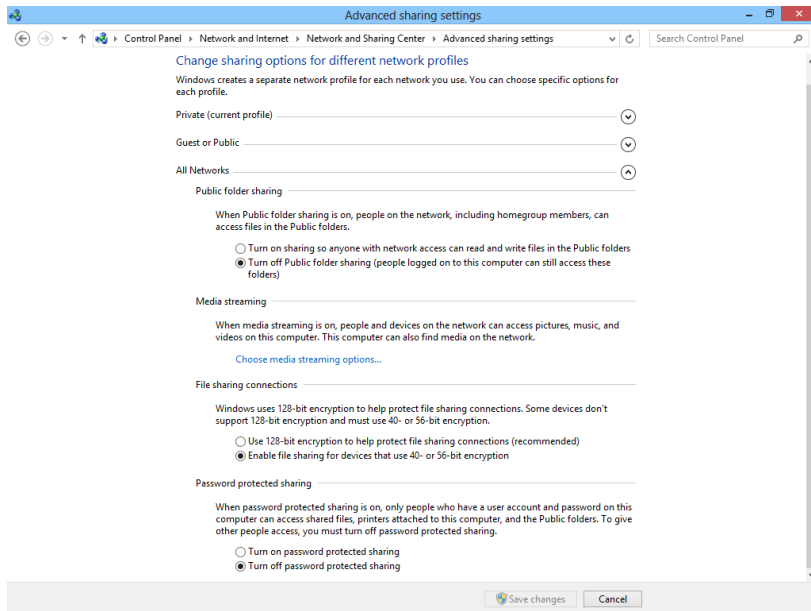 Advanced sharing settings
Control Panel Network and Internet Network and Sharing Center Advanced sharing settings Search Control Panel
Change sharing options for different network profiles
Windows creates a separate network profile for each network you use. You can choose specific options for
each profile.
Private (current profile)
Guest or Public
All Networks
Public folder sharing
When Public folder sharing is on, people on the network, including homegroup members, can
access files in the Public folders.
Turn on sharing so anyone with network access can read and write files in the Public folders
Turn off Public folder sharing (people logged on to this computer can still access these
folders)
Media streaming
When media streaming is on, people and devices on the network can access pictures, music, and
videos on this computer. This computer can also find media on the network.
Choose media streaming options...
File sharing connections
Windows uses 128-bit encryption to help protect file sharing connections. Some devices don't
support 128-bit encryption and must use 40- or 56-bit encryption.
Use 128-bit encryption to help protect file sharing connections (recommended)
Enable file sharing for devices that use 40- or 56-bit encryption
Password protected sharing
When password protected sharing is on, only people who have a user account and password on this
computer can access shared files, printers attached to this computer, and the Public folders. To give
other people access, you must turn off password protected sharing.
Turn on password protected sharing
Turn off password protected sharing
Save changes Cancel